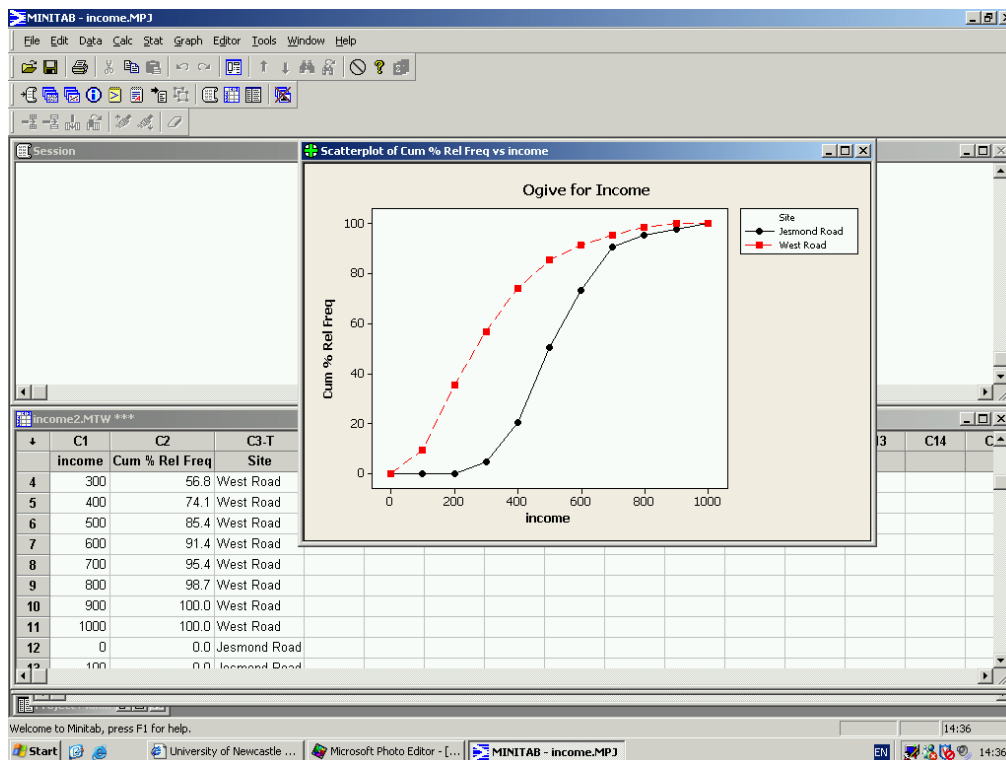 MINITAB - income.MPJ
File Edit Data Calc Stat Graph Editor Tools Window Help
Session
Scatterplot of Cum % Rel Freq vs income
Ogive for Income
Cum % Rel Freq
100
80
60
40
20
0
0 200 400 600 800 1000
income
Site
Jesmond Road
West Road
income2.MTW ***
C1 C2 C3-T C14
income Cum % Rel Freq Site
4 300 56.8 West Road
5 400 74.1 West Road
6 500 85.4 West Road
7 600 91.4 West Road
8 700 95.4 West Road
9 800 98.7 West Road
10 900 100.0 West Road
11 1000 100.0 West Road
12 0 0.0 Jesmond Road
13 100 0.0 Jesmond Road
Welcome to Minitab, press F1 for help.
14:36
Start University of Newcastle ... Microsoft Photo Editor - [... MINITAB - income.MPJ EN 14:36